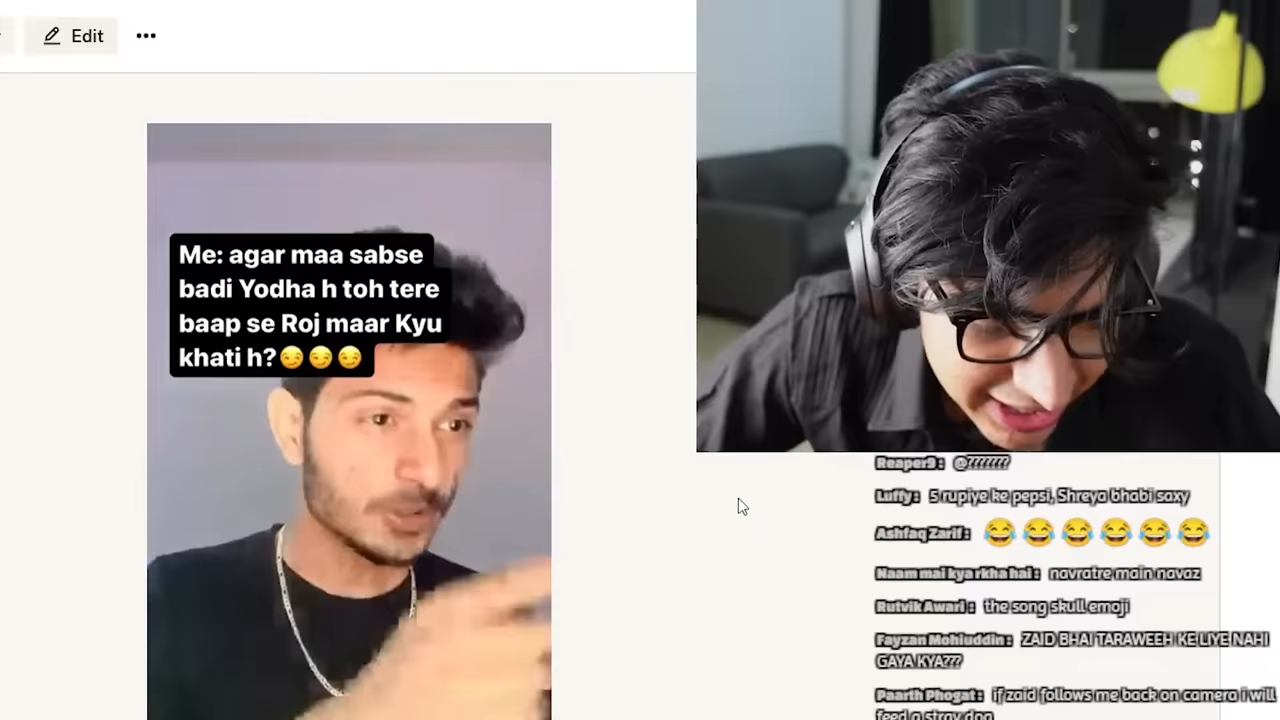 Edit
Me: agar maa sabse
badi Yodha h toh tere
baap se Roj maar Kyu
khati h?😏😏😏
Reaper9 : @???????
Luffy : 5 rupiye ke pepsi, Shreya bhabi saxy
Ashfaq Zarif : 😂😂😂😂😂😂
Naam mai kya rkha hai : navratre main navaz
Rutvik Awari : the song skull emoji
Fayzan Mohiuddin : ZAID BHAI TARAWEEH KE LIYE NAHI
GAYA KYA???
Paarth Phogat : if zaid follows me back on camera i will
feed a stray dog